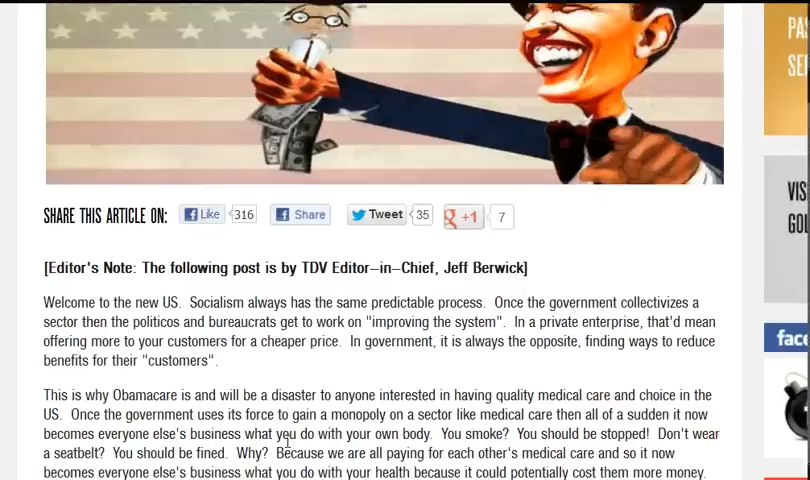 PAS
SE
SHARE THIS ARTICLE ON: Like 316 Share Tweet 35 +1 7
VIS
GOL
[Editor's Note: The following post is by TDV Editor-in-Chief, Jeff Berwick]
Welcome to the new US. Socialism always has the same predictable process. Once the government collectivizes a
sector then the politicos and bureaucrats get to work on "improving the system". In a private enterprise, that'd mean
offering more to your customers for a cheaper price. In government, it is always the opposite, finding ways to reduce
benefits for their "customers".
face
This is why Obamacare is and will be a disaster to anyone interested in having quality medical care and choice in the
US. Once the government uses its force to gain a monopoly on a sector like medical care then all of a sudden it now
becomes everyone else's business what you do with your own body. You smoke? You should be stopped! Don't wear
a seatbelt? You should be fined. Why? Because we are all paying for each other's medical care and so it now
becomes everyone else's business what you do with your health because it could potentially cost them more money.